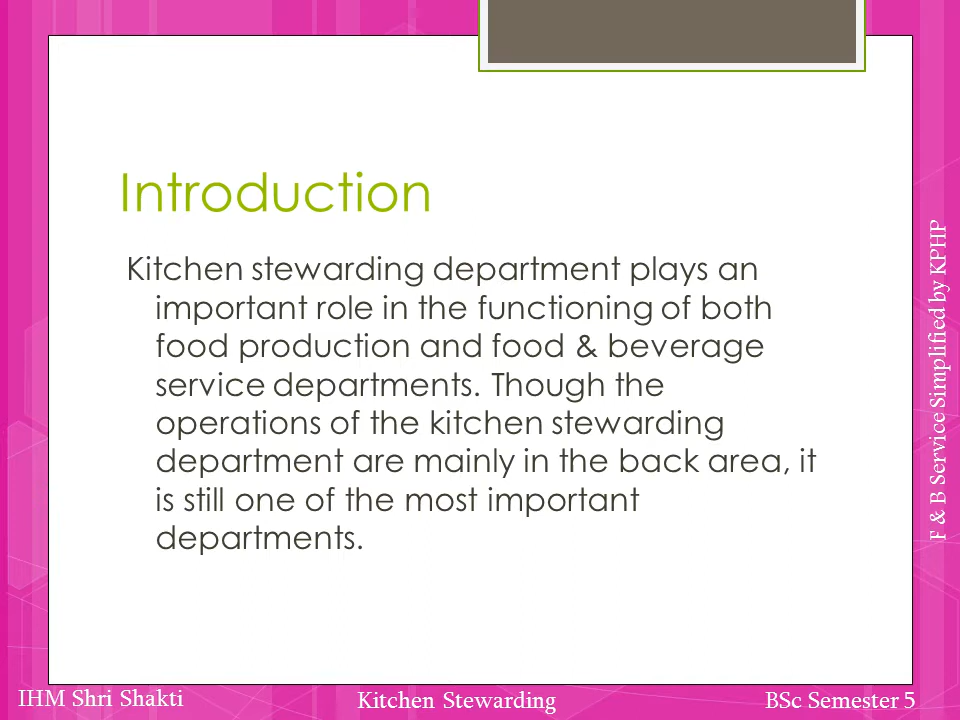 Introduction
Kitchen stewarding department plays an
important role in the functioning of both
food production and food & beverage
service departments. Though the
operations of the kitchen stewarding
department are mainly in the back area, it
is still one of the most important
departments.
F & B Service Simplified by KPHP
IHM Shri Shakti
Kitchen Stewarding
BSc Semester 5